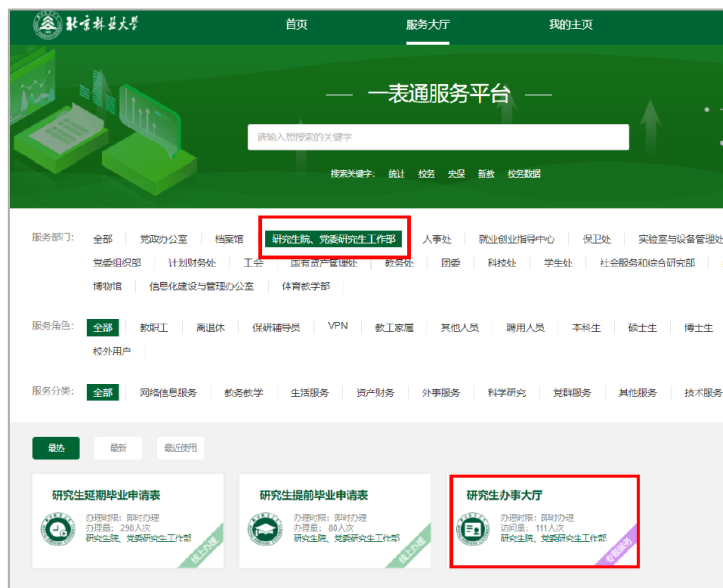 北京林业大学
首页 服务大厅 我的主页
一表通服务平台
请输入想搜索的关键字
搜索关键字: 统计 校务 央保 新教 校务数据
服务部门: 全部 党政办公室 档案馆 研究生院、党委研究生工作部 人事处 就业创业指导中心 保卫处 实验室与设备管理处
党委组织部 计划财务处 工会 国有资产管理处 教务处 团委 科技处 学生处 社会服务和综合研究部
博物馆 信息化建设与管理办公室 体育教学部
服务角色: 全部 教职工 离退休 保研辅导员 VPN 教工家属 其他人员 聘用人员 本科生 硕士生 博士生
校外用户
服务分类: 全部 网络信息服务 教务教学 生活服务 资产财务 外事服务 科学研究 党群服务 其他服务 技术服务
最热 最新 最近使用
研究生延期毕业申请表
办理时限: 即时办理
办理量: 298人次
研究生院、党委研究生工作部
线上办理
研究生提前毕业申请表
办理时限: 即时办理
办理量: 80人次
研究生院、党委研究生工作部
线上办理
研究生办事大厅
办理时限: 即时办理
访问量: 111人次
研究生院、党委研究生工作部